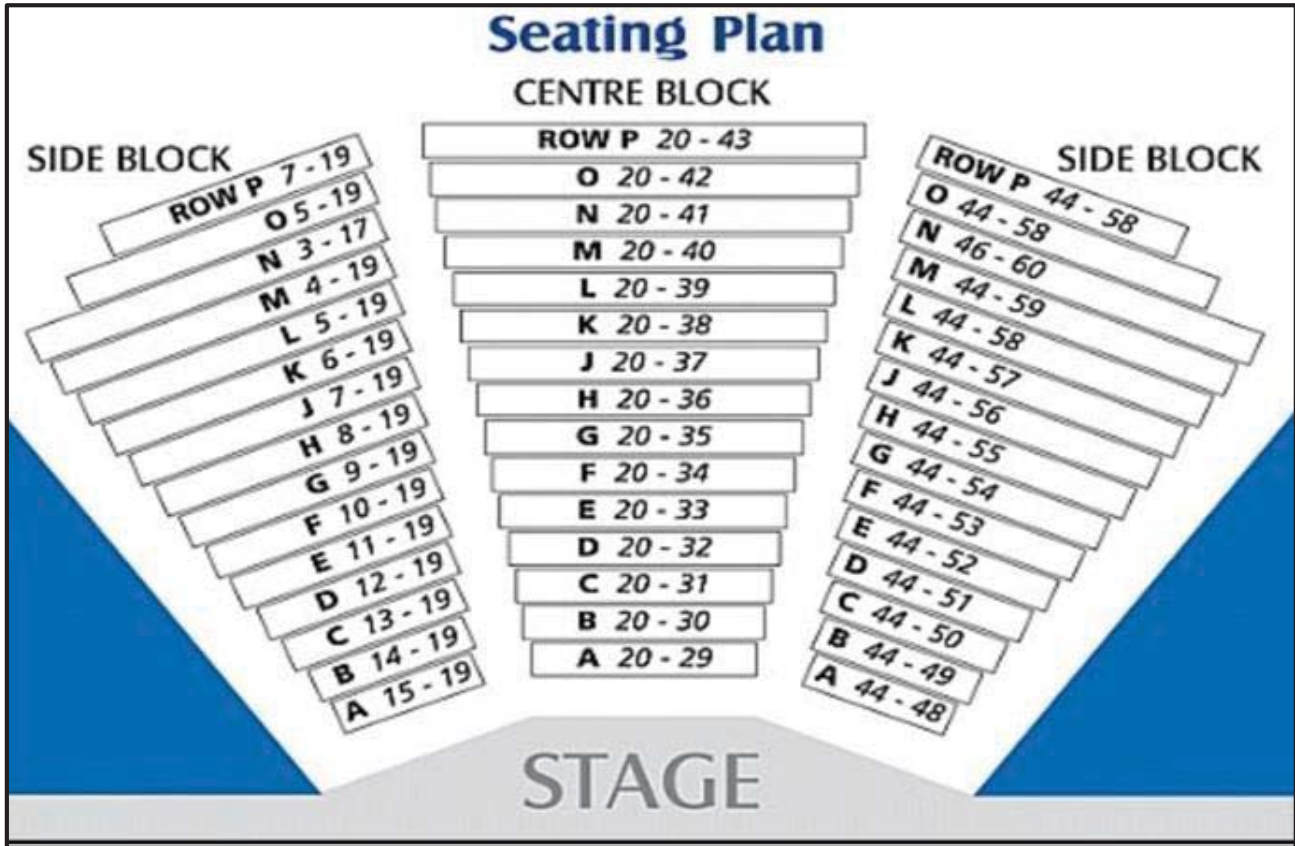 Seating Plan
CENTRE BLOCK
SIDE BLOCK
ROW P 7 - 19
O 5 - 19
N 3 - 17
M 4 - 19
L 5 - 19
K 6 - 19
J 7 - 19
H 8 - 19
G 9 - 19
F 10 - 19
E 11 - 19
D 12 - 19
C 13 - 19
B 14 - 19
A 15 - 19
ROW P 20 - 43
O 20 - 42
N 20 - 41
M 20 - 40
L 20 - 39
K 20 - 38
J 20 - 37
H 20 - 36
G 20 - 35
F 20 - 34
E 20 - 33
D 20 - 32
C 20 - 31
B 20 - 30
A 20 - 29
SIDE BLOCK
ROW P 44 - 58
O 44 - 58
N 46 - 60
M 44 - 59
L 44 - 58
K 44 - 57
J 44 - 56
H 44 - 55
G 44 - 54
F 44 - 53
E 44 - 52
D 44 - 51
C 44 - 50
B 44 - 49
A 44 - 48
STAGE